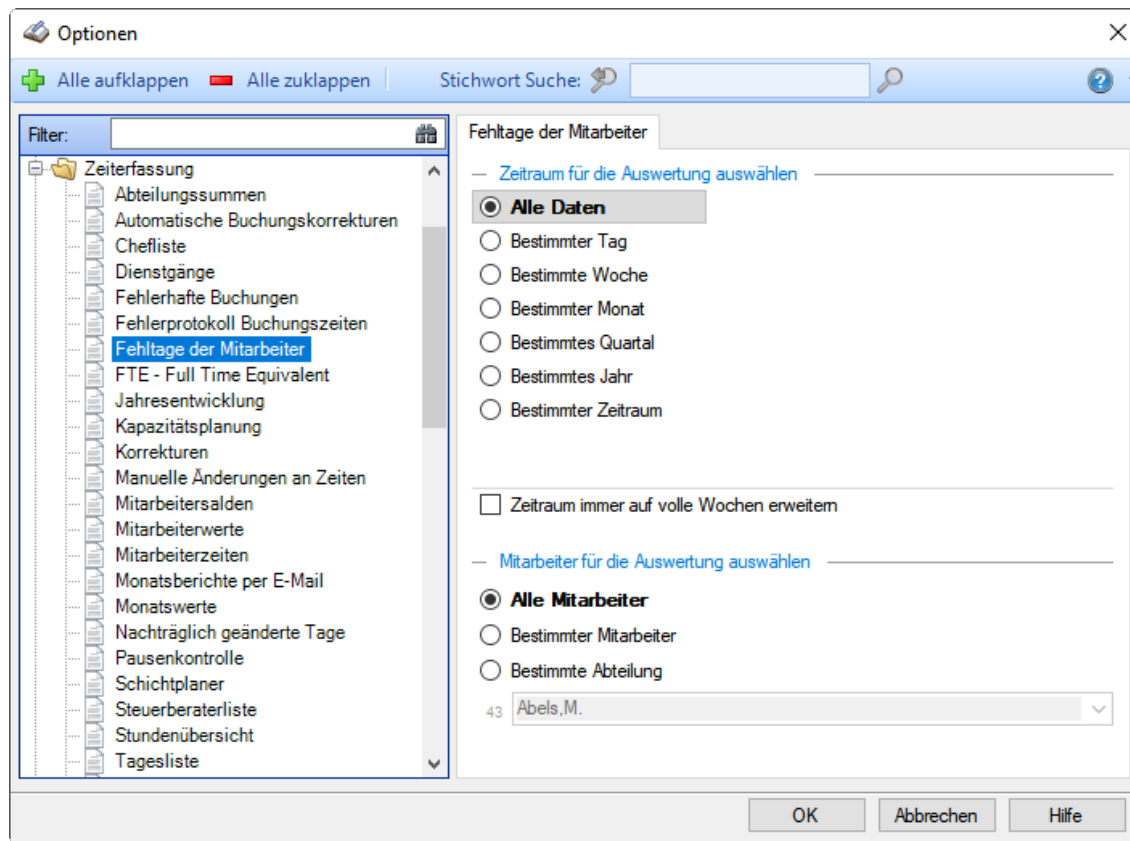 Optionen
Alle aufklappen Alle zuklappen Stichwort Suche:
Filter:
Zeiterfassung
Abteilungssummen
Automatische Buchungskorrekturen
Chefliste
Dienstgänge
Fehlerhafte Buchungen
Fehlerprotokoll Buchungszeiten
Fehltage der Mitarbeiter
FTE - Full Time Equivalent
Jahresentwicklung
Kapazitätsplanung
Korrekturen
Manuelle Änderungen an Zeiten
Mitarbeitersalden
Mitarbeiterwerte
Mitarbeiterzeiten
Monatsberichte per E-Mail
Monatswerte
Nachträglich geänderte Tage
Pausenkontrolle
Schichtplaner
Steuerberaterliste
Stundenübersicht
Tagesliste
Fehltage der Mitarbeiter
Zeitraum für die Auswertung auswählen
Alle Daten
Bestimmter Tag
Bestimmte Woche
Bestimmter Monat
Bestimmtes Quartal
Bestimmtes Jahr
Bestimmter Zeitraum
Zeitraum immer auf volle Wochen erweitern
Mitarbeiter für die Auswertung auswählen
Alle Mitarbeiter
Bestimmter Mitarbeiter
Bestimmte Abteilung
43 Abels,M.
OK Abbrechen Hilfe